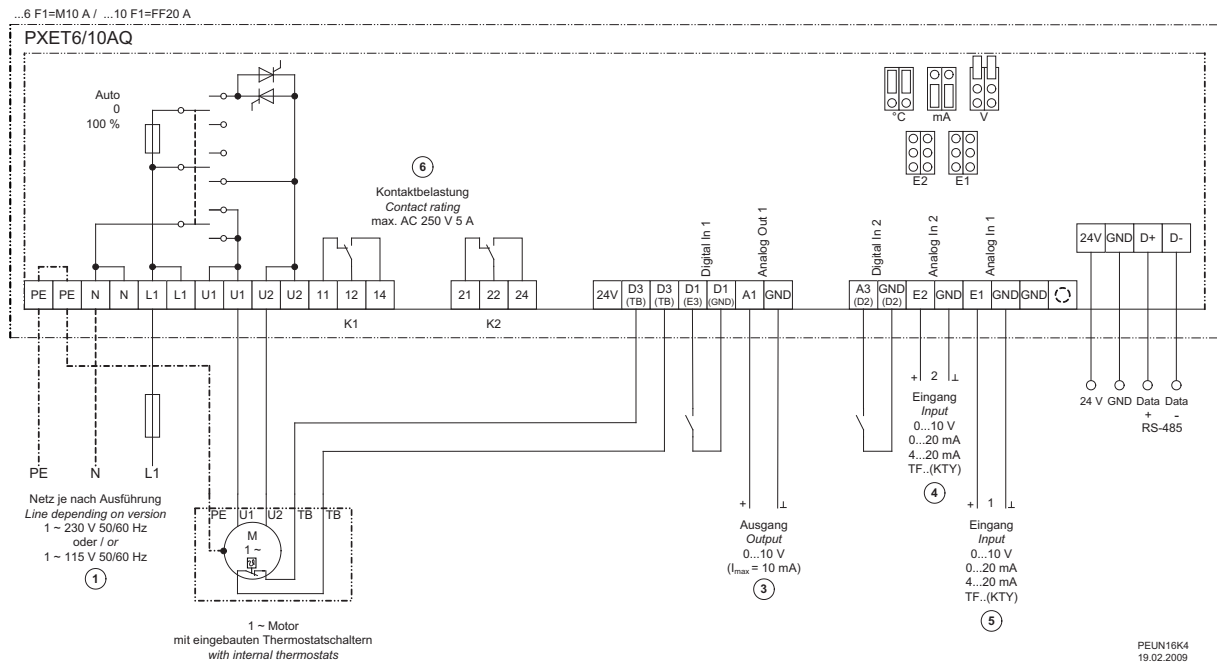 ...6 F1=M10 A / ...10 F1=FF20 A
PXET6/10AQ
Auto
0
100 %
6
Kontaktbelastung
Contact rating
max. AC 250 V 5 A
°C mA V
E2 E1
Digital In 1
Analog Out 1
Digital In 2
Analog In 2
Analog In 1
24V GND D+ D-
PE PE N N L1 L1 U1 U1 U2 U2 11 12 14
21 22 24
24V D3 (TB) D3 (TB) D1 (E3) D1 (GND) A1 GND
A3 (D2) GND (D2) E2 GND E1 GND GND
K1
K2
24 V GND Data + Data -
RS-485
+ 2 ⊥
Eingang
Input
0...10 V
0...20 mA
4...20 mA
TF..(KTY)
4
PE N L1
Netz je nach Ausführung
Line depending on version
1 ~ 230 V 50/60 Hz
oder / or
1 ~ 115 V 50/60 Hz
1
PE U1 U2 TB TB
M
1 ~
1 ~ Motor
mit eingebauten Thermostatschaltern
with internal thermostats
+ ⊥
Ausgang
Output
0...10 V
(Imax = 10 mA)
3
+ 1 ⊥
Eingang
Input
0...10 V
0...20 mA
4...20 mA
TF..(KTY)
5
PEUN16K4
19.02.2009